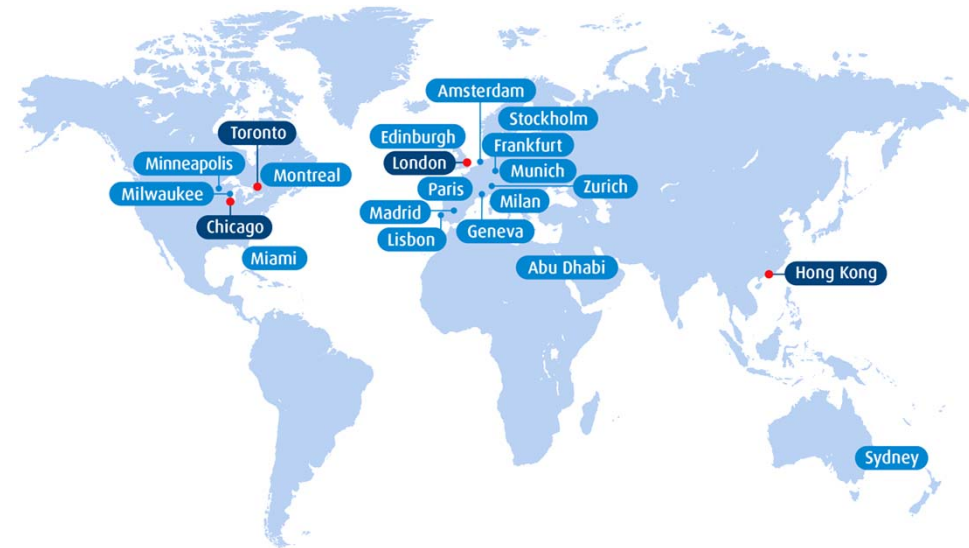 Amsterdam
Stockholm
Toronto
Edinburgh
Frankfurt
Minneapolis
London
Montreal
Munich
Milwaukee
Paris
Zurich
Milan
Madrid
Chicago
Geneva
Lisbon
Miami
Abu Dhabi
Hong Kong
Sydney